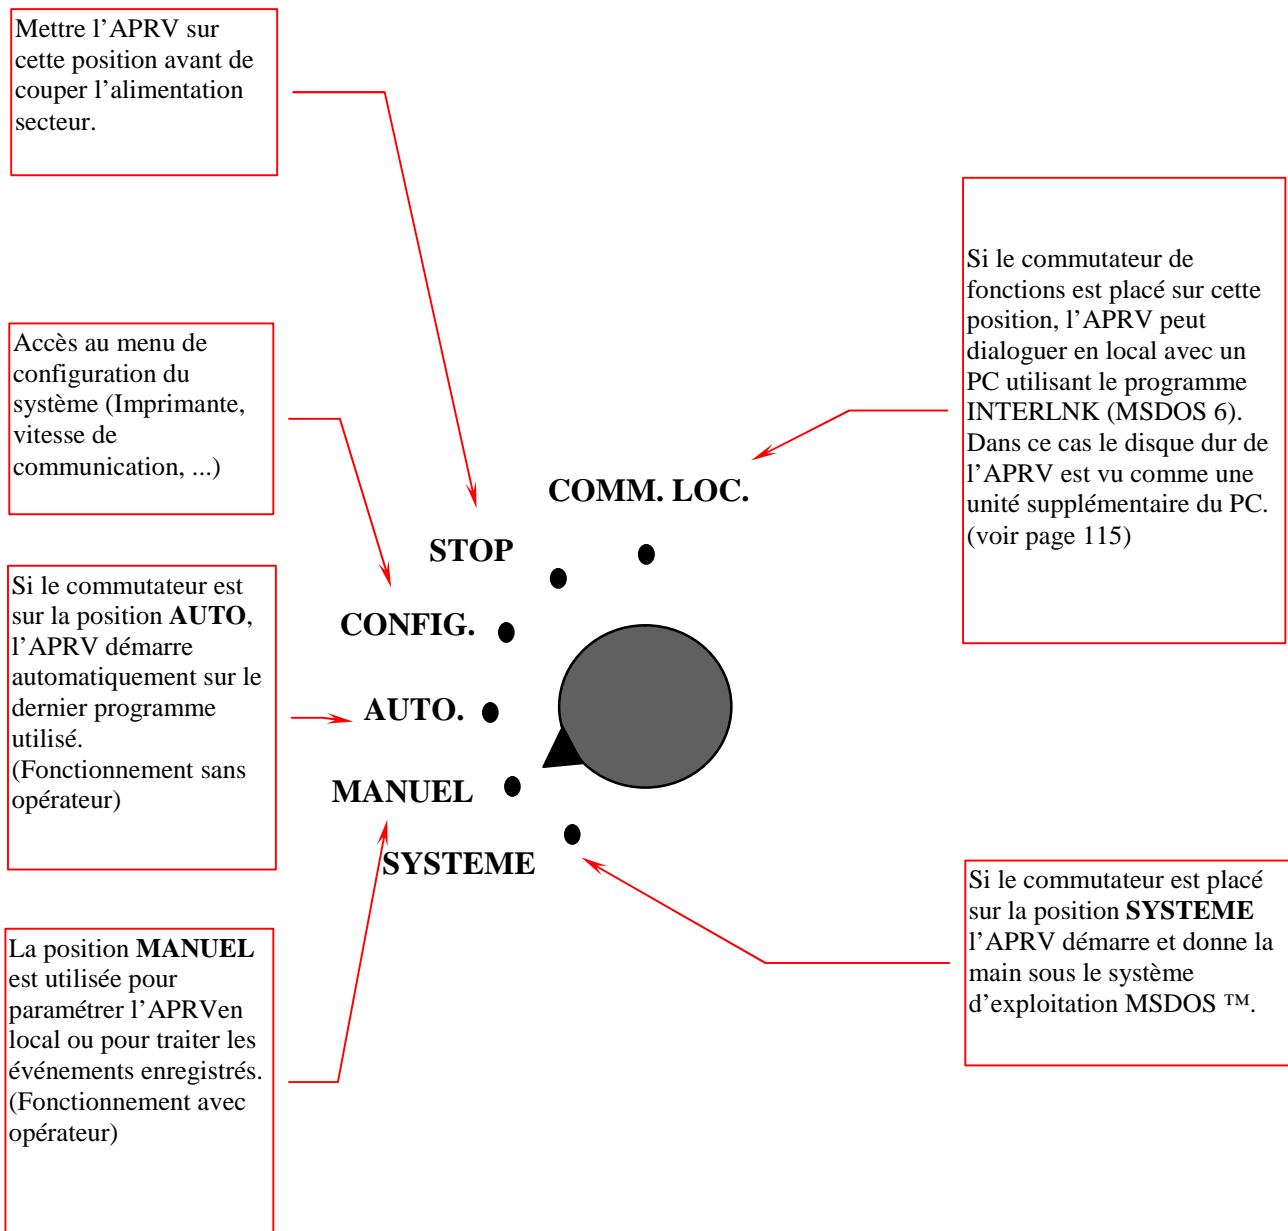 Mettre l’APRV sur
cette position avant de
couper l’alimentation
secteur.
Si le commutateur de
fonctions est placé sur cette
position, l’APRV peut
dialoguer en local avec un
PC utilisant le programme
INTERLNK (MSDOS 6).
Dans ce cas le disque dur de
l’APRV est vu comme une
unité supplémentaire du PC.
(voir page 115)
Accès au menu de
configuration du
système (Imprimante,
vitesse de
communication, ...)
COMM. LOC.
STOP
CONFIG.
AUTO.
MANUEL
SYSTEME
Si le commutateur est
sur la position AUTO,
l’APRV démarre
automatiquement sur le
dernier programme
utilisé.
(Fonctionnement sans
opérateur)
Si le commutateur est placé
sur la position SYSTEME
l’APRV démarre et donne la
main sous le système
d’exploitation MSDOS ™.
La position MANUEL
est utilisée pour
paramétrer l’APRVen
local ou pour traiter les
événements enregistrés.
(Fonctionnement avec
opérateur)